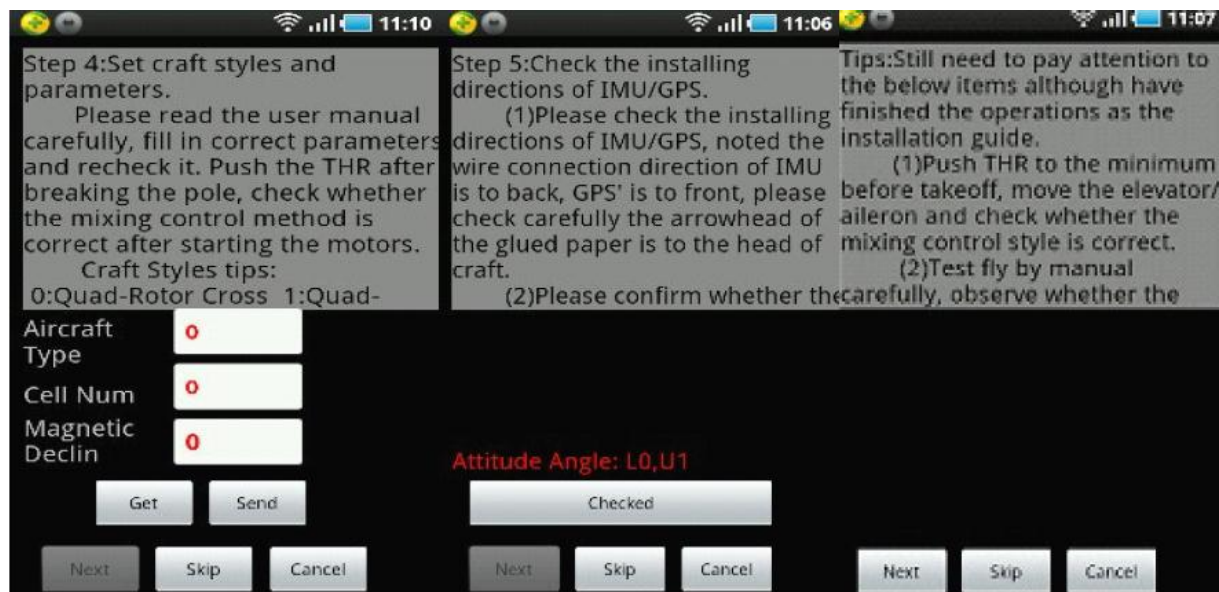 11:10
Step 4:Set craft styles and
parameters.
Please read the user manual
carefully, fill in correct parameters
and recheck it. Push the THR after
breaking the pole, check whether
the mixing control method is
correct after starting the motors.
Craft Styles tips:
0:Quad-Rotor Cross 1:Quad-
Aircraft
Type
0
Cell Num
0
Magnetic
Declin
0
Get
Send
Next
Skip
Cancel
11:06
Step 5:Check the installing
directions of IMU/GPS.
(1)Please check the installing
directions of IMU/GPS, noted the
wire connection direction of IMU
is to back, GPS' is to front, please
check carefully the arrowhead of
the glued paper is to the head of
craft.
(2)Please confirm whether the
Attitude Angle: L0,U1
Checked
Next
Skip
Cancel
11:07
Tips:Still need to pay attention to
the below items although have
finished the operations as the
installation guide.
(1)Push THR to the minimum
before takeoff, move the elevator/
aileron and check whether the
mixing control style is correct.
(2)Test fly by manual
carefully, observe whether the
Next
Skip
Cancel